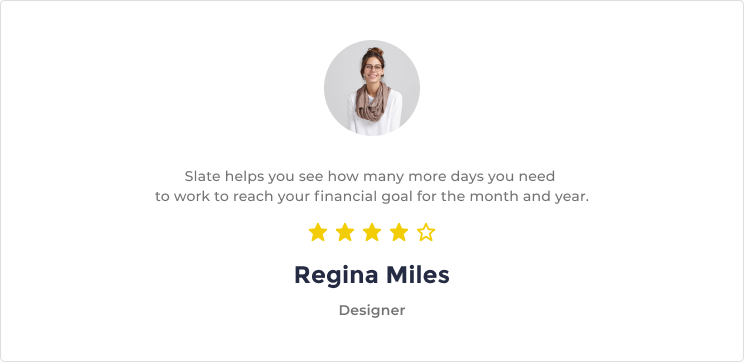 Slate helps you see how many more days you need
to work to reach your financial goal for the month and year.
Regina Miles
Designer